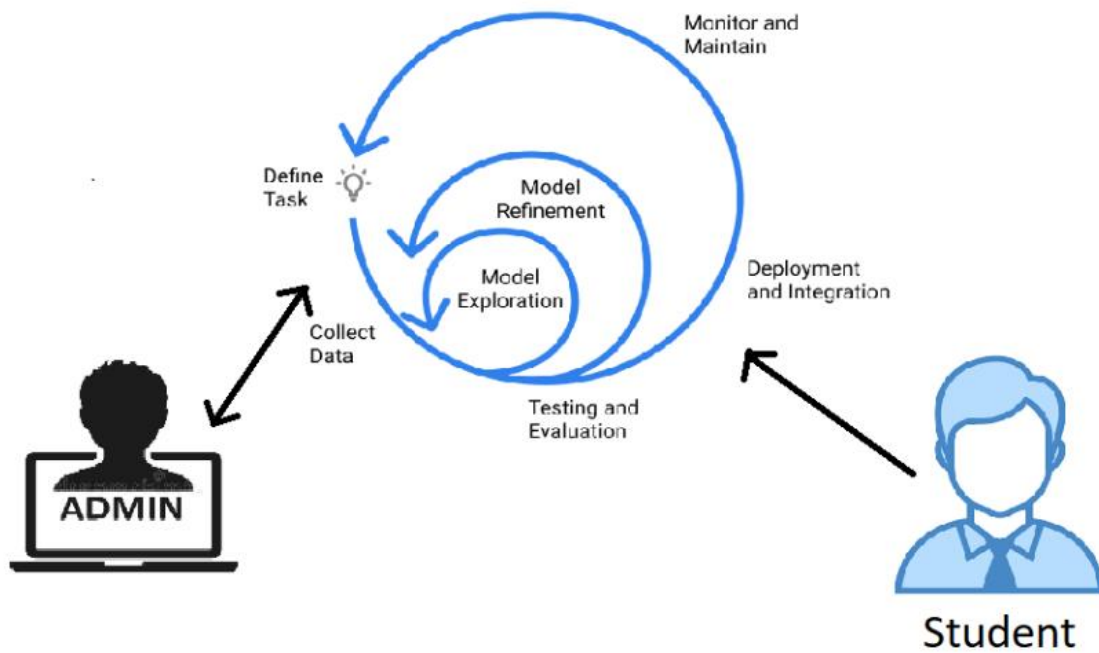 Monitor and
Maintain
Define
Task
Model
Refinement
Model
Exploration
Deployment
and Integration
Collect
Data
Testing and
Evaluation
ADMIN
Student